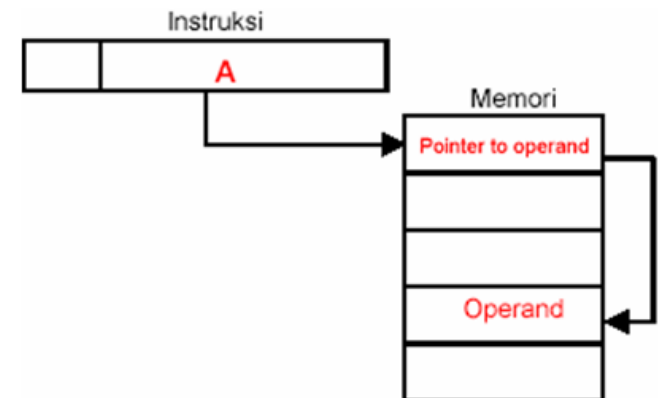 Instruksi
A
Memori
Pointer to operand
Operand